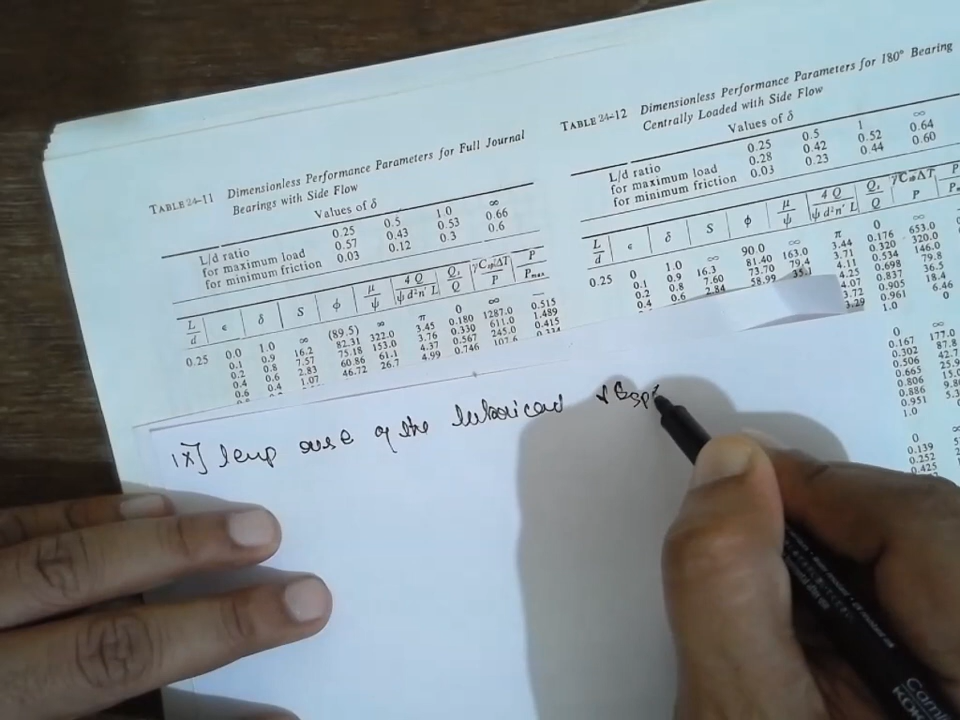 TABLE 24-11 Dimensionless Performance Parameters for Full Journal
Bearings with Side Flow
Values of δ
L/d ratio 0.25 0.5 1.0 ∞
for maximum load 0.57 0.43 0.53 0.66
for minimum friction 0.03 0.12 0.3 0.6
L/d ε δ S φ μ/ψ 4Q/ψd²n'L Qs/Q γCspΔT/P P/Pmax
0.25 0.0 1.0 ∞ (89.5) ∞ π 0 ∞ —
0.1 0.9 16.2 82.31 322.0 3.45 0.180 1287.0 0.515
0.2 0.8 7.57 75.18 153.0 3.76 0.330 611.0 1.489
0.4 0.6 2.83 60.86 61.1 4.37 0.567 245.0 0.415
0.6 0.4 1.07 46.72 26.7 4.99 0.746 107.6 0.334
TABLE 24-12 Dimensionless Performance Parameters for 180° Bearing
Centrally Loaded with Side Flow
Values of δ
L/d ratio 0.25 0.5 1 ∞
for maximum load 0.28 0.42 0.52 0.64
for minimum friction 0.03 0.23 0.44 0.60
L/d ε δ S φ μ/ψ 4Q/ψd²n'L Qs/Q γCspΔT/P
0.25 0 1.0 ∞ 90.0 ∞ π 0 ∞
0.1 0.9 16.3 81.40 163.0 3.44 0.176 653.0
0.2 0.8 7.60 73.70 79.4 3.71 0.320 320.0
0.4 0.6 2.84 58.99 35.1 4.11 0.534 146.0
4.25 0.698 79.8
4.07 0.837 36.5
3.72 0.905 18.4
3.29 0.961 6.46
1.0 0
0 ∞
0.167 177.0
0.302 87.8
0.506 42.7
0.665 25.9
0.806 15.0
0.886
0.951
1.0 0
0 ∞
0.139
0.252
0.425
ix] temp rise of the lubricant